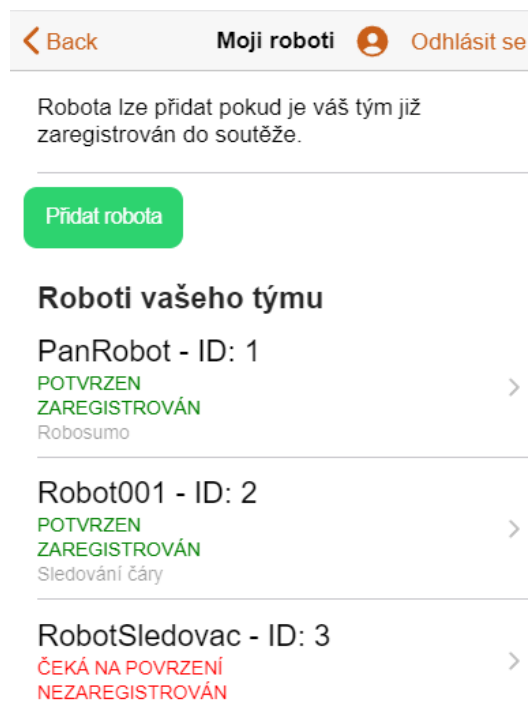 Back
Moji roboti
Odhlásit se
Robota lze přidat pokud je váš tým již
zaregistrován do soutěže.
Přidat robota
Roboti vašeho týmu
PanRobot - ID: 1
POTVRZEN
ZAREGISTROVÁN
Robosumo
Robot001 - ID: 2
POTVRZEN
ZAREGISTROVÁN
Sledování čáry
RobotSledovac - ID: 3
ČEKÁ NA POVRZENÍ
NEZAREGISTROVÁN